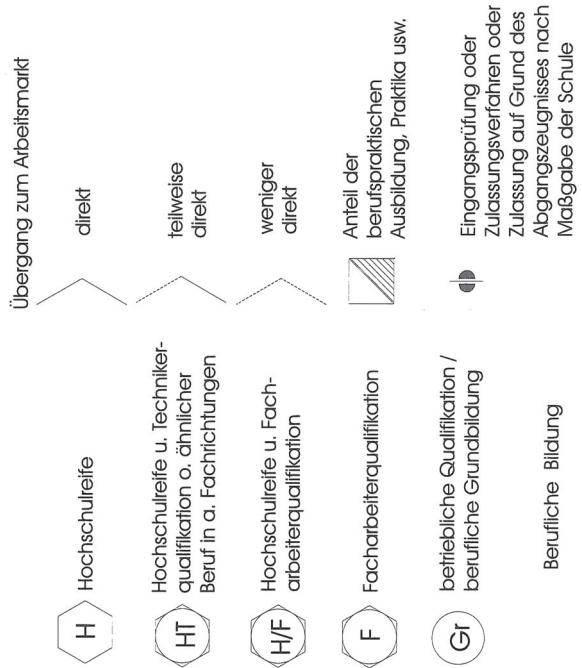 H
Hochschulreife
HT
Hochschulreife u. Techniker-
qualifikation o. ähnlicher
Beruf in a. Fachrichtungen
H/F
Hochschulreife u. Fach-
arbeiterqualifikation
F
Facharbeiterqualifikation
Gr
betriebliche Qualifikation /
berufliche Grundbildung
Berufliche Bildung
Übergang zum Arbeitsmarkt
direkt
teilweise
direkt
weniger
direkt
Anteil der
berufspraktischen
Ausbildung, Praktika usw.
Eingangsprüfung oder
Zulassungsverfahren oder
Zulassung auf Grund des
Abgangszeugnisses nach
Maßgabe der Schule